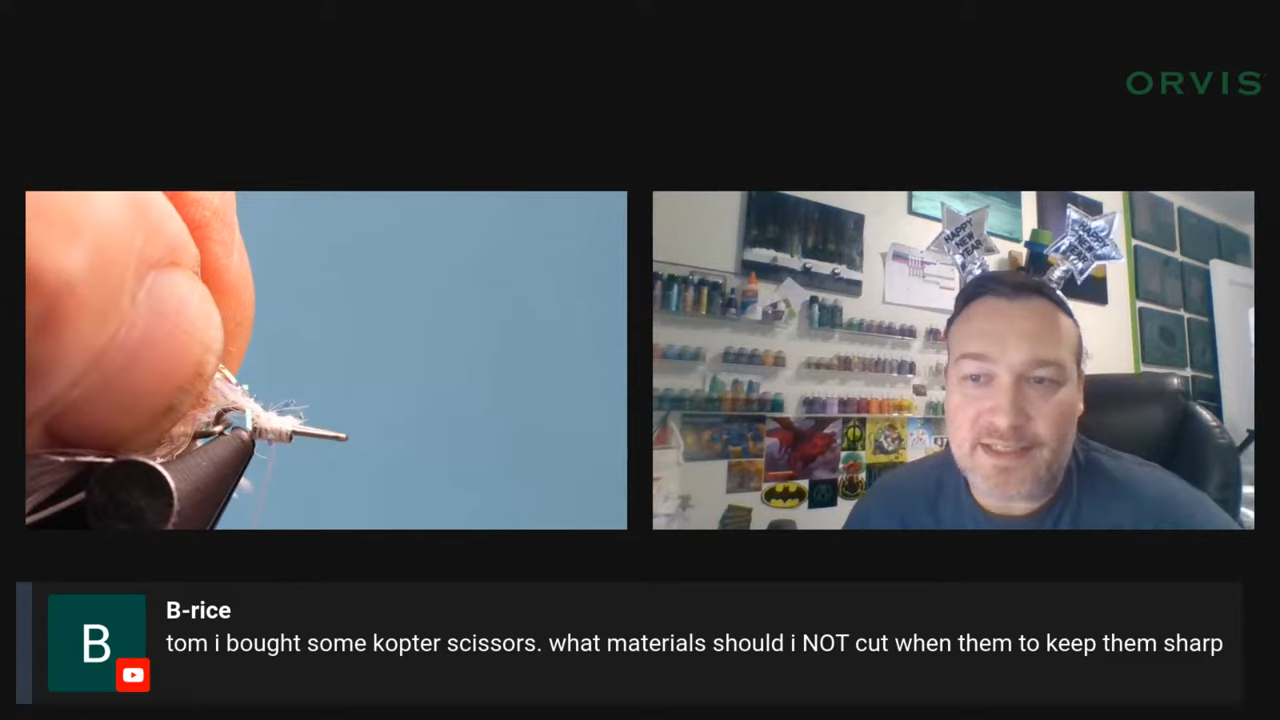 ORVIS
HAPPY
NEW
YEAR
HAPPY
NEW
YEAR
B
B-rice
tom i bought some kopter scissors. what materials should i NOT cut when them to keep them sharp